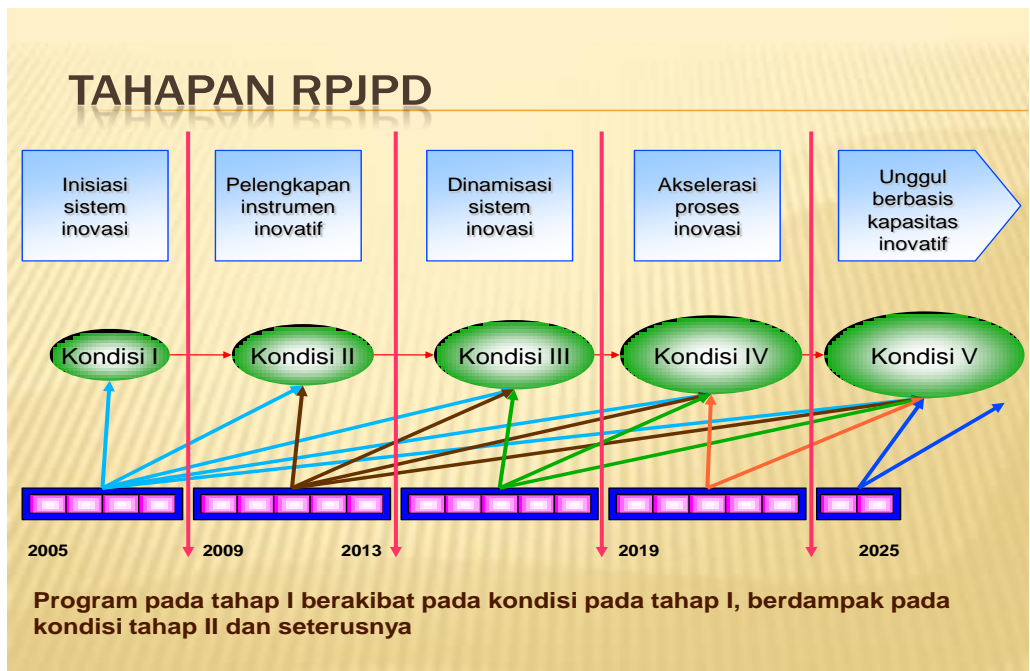 TAHAPAN RPJPD
Inisiasi
sistem
inovasi
Pelengkapan
instrumen
inovatif
Dinamisasi
sistem
inovasi
Akselerasi
proses
inovasi
Unggul
berbasis
kapasitas
inovatif
Kondisi I
Kondisi II
Kondisi III
Kondisi IV
Kondisi V
2005
2009
2013
2019
2025
Program pada tahap I berakibat pada kondisi pada tahap I, berdampak pada
kondisi tahap II dan seterusnya